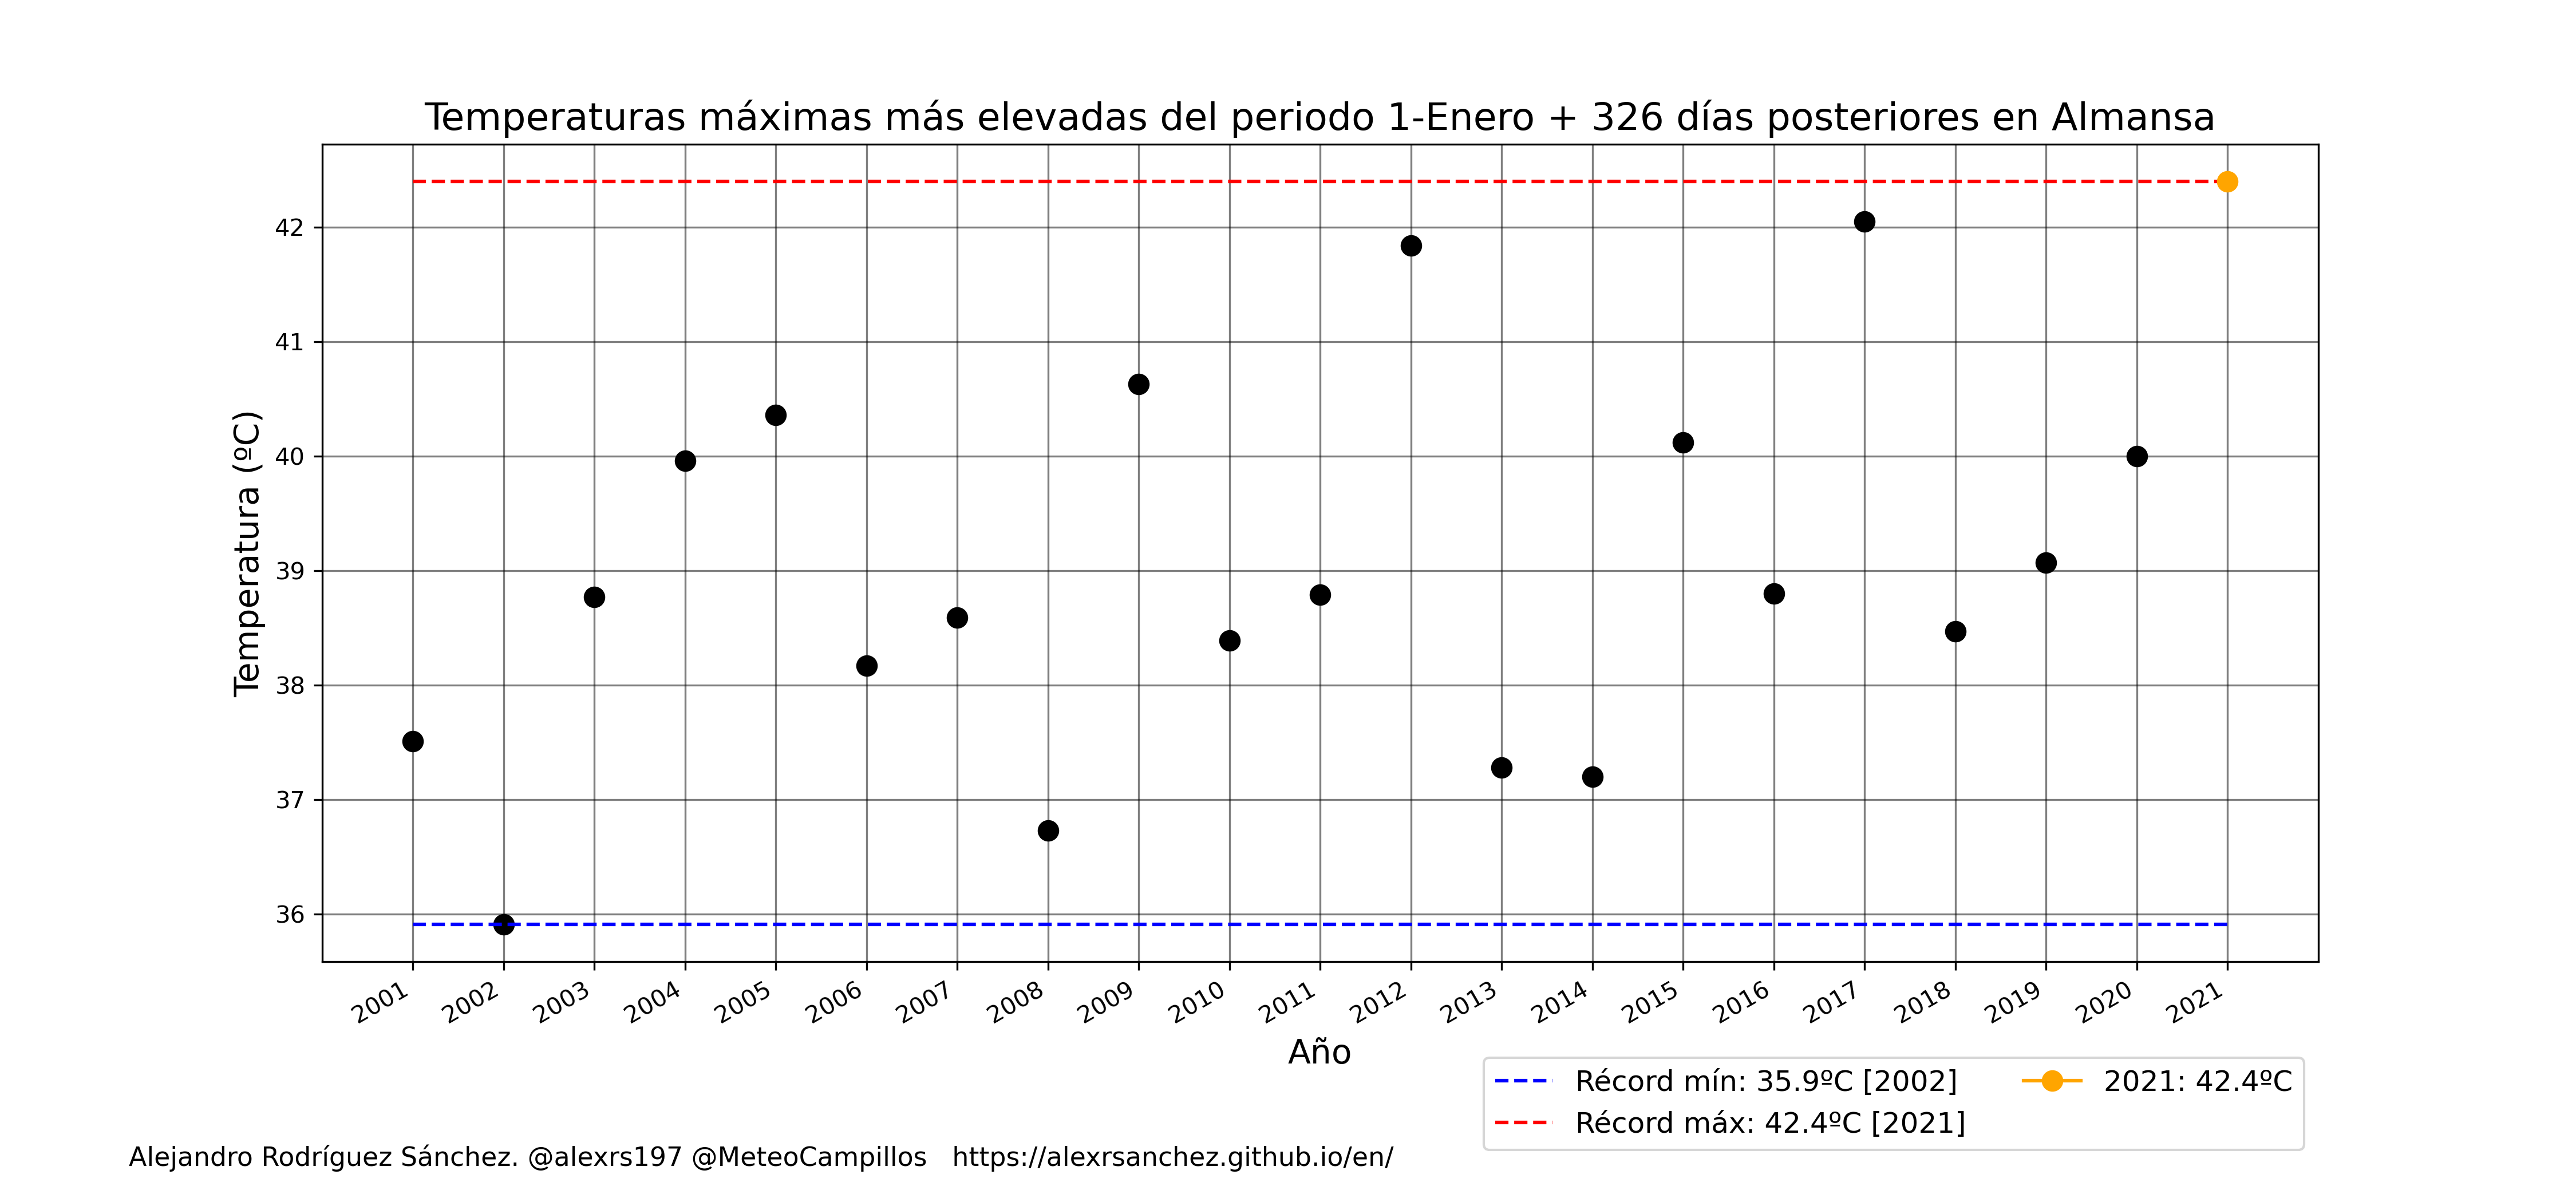 Temperaturas máximas más elevadas del periodo 1-Enero + 326 días posteriores en Almansa
Temperatura (ºC)
42
41
40
39
38
37
36
2001 2002 2003 2004 2005 2006 2007 2008 2009 2010 2011 2012 2013 2014 2015 2016 2017 2018 2019 2020 2021
Año
Récord mín: 35.9ºC [2002]
Récord máx: 42.4ºC [2021]
2021: 42.4ºC
Alejandro Rodríguez Sánchez. @alexrs197 @MeteoCampillos https://alexrsanchez.github.io/en/